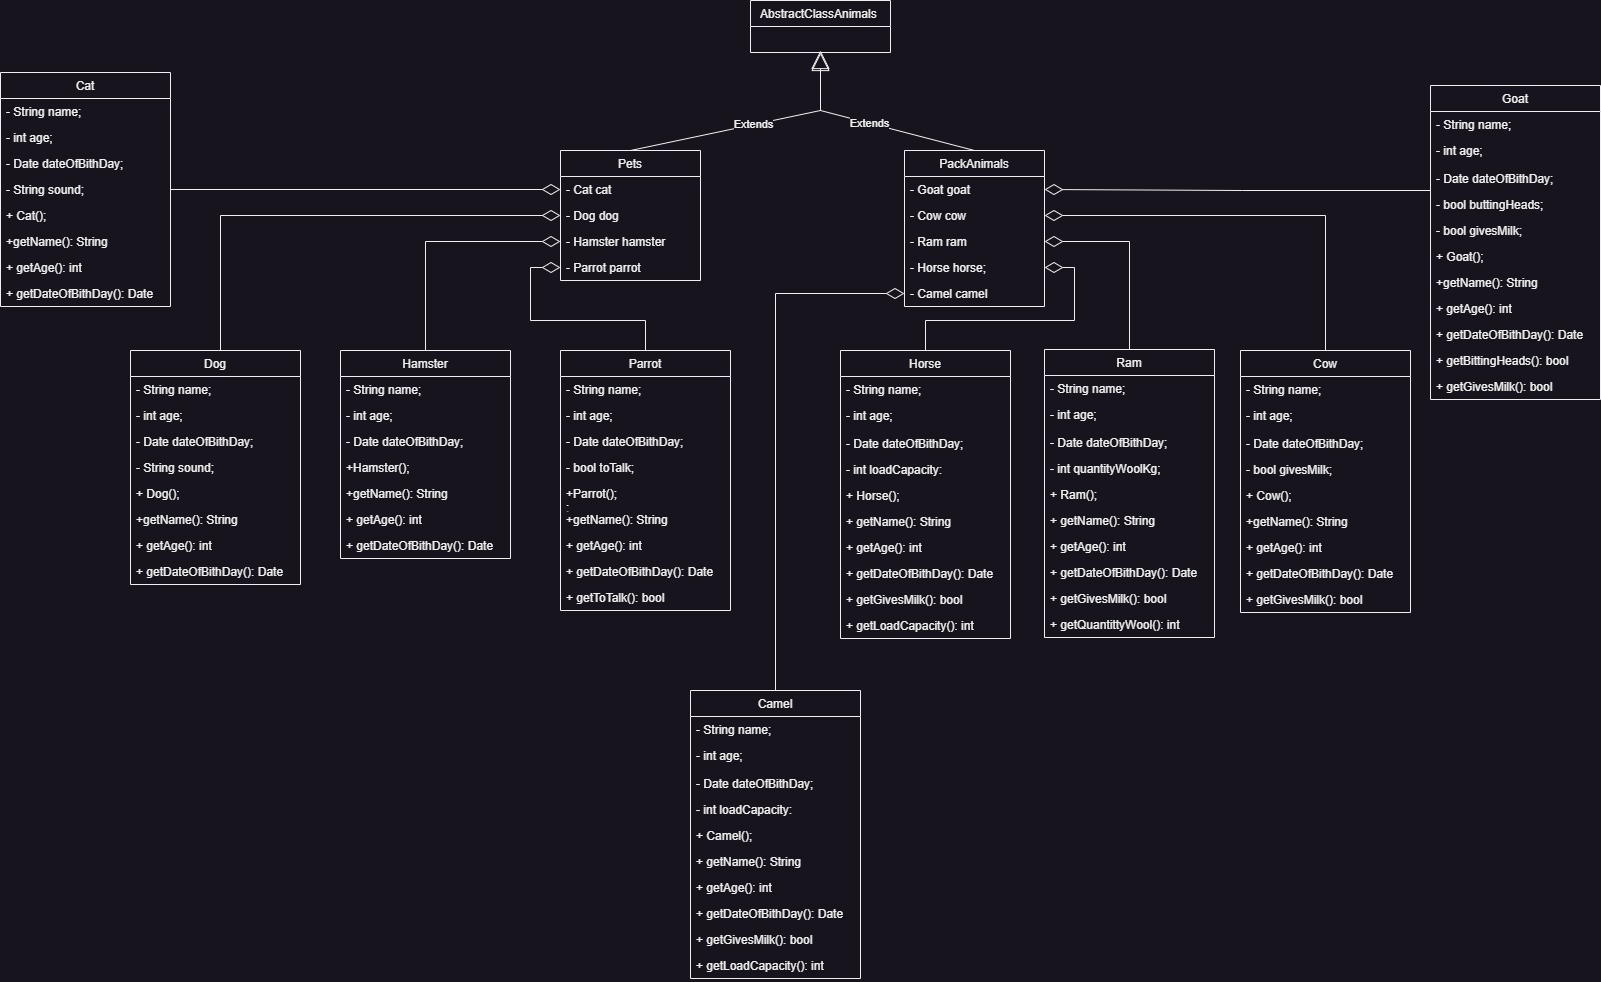 AbstractClassAnimals
Extends
Extends
Cat
- String name;
- int age;
- Date dateOfBithDay;
- String sound;
+ Cat();
+getName(): String
+ getAge(): int
+ getDateOfBithDay(): Date
Pets
- Cat cat
- Dog dog
- Hamster hamster
- Parrot parrot
PackAnimals
- Goat goat
- Cow cow
- Ram ram
- Horse horse;
- Camel camel
Goat
- String name;
- int age;
- Date dateOfBithDay;
- bool buttingHeads;
- bool givesMilk;
+ Goat();
+getName(): String
+ getAge(): int
+ getDateOfBithDay(): Date
+ getBittingHeads(): bool
+ getGivesMilk(): bool
Dog
- String name;
- int age;
- Date dateOfBithDay;
- String sound;
+ Dog();
+getName(): String
+ getAge(): int
+ getDateOfBithDay(): Date
Hamster
- String name;
- int age;
- Date dateOfBithDay;
+Hamster();
+getName(): String
+ getAge(): int
+ getDateOfBithDay(): Date
Parrot
- String name;
- int age;
- Date dateOfBithDay;
- bool toTalk;
+Parrot();
:
+getName(): String
+ getAge(): int
+ getDateOfBithDay(): Date
+ getToTalk(): bool
Horse
- String name;
- int age;
- Date dateOfBithDay;
- int loadCapacity:
+ Horse();
+ getName(): String
+ getAge(): int
+ getDateOfBithDay(): Date
+ getGivesMilk(): bool
+ getLoadCapacity(): int
Ram
- String name;
- int age;
- Date dateOfBithDay;
- int quantityWoolKg;
+ Ram();
+ getName(): String
+ getAge(): int
+ getDateOfBithDay(): Date
+ getGivesMilk(): bool
+ getQuantittyWool(): int
Cow
- String name;
- int age;
- Date dateOfBithDay;
- bool givesMilk;
+ Cow();
+getName(): String
+ getAge(): int
+ getDateOfBithDay(): Date
+ getGivesMilk(): bool
Camel
- String name;
- int age;
- Date dateOfBithDay;
- int loadCapacity:
+ Camel();
+ getName(): String
+ getAge(): int
+ getDateOfBithDay(): Date
+ getGivesMilk(): bool
+ getLoadCapacity(): int